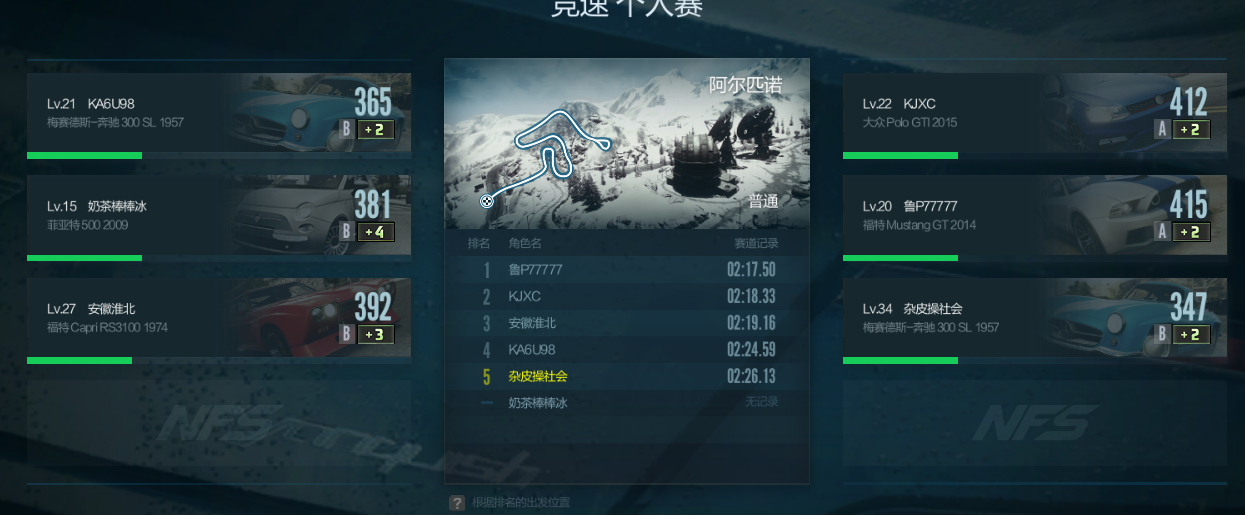 竞速 个人赛
Lv.21 KA6U98
365
梅赛德斯-奔驰 300 SL 1957
B +2
Lv.15 奶茶棒棒冰
381
菲亚特 500 2009
B +4
Lv.27 安徽淮北
392
福特 Capri RS3100 1974
B +3
NFS
阿尔匹诺
普通
排名 角色名 赛道记录
1 鲁P77777 02:17.50
2 KJXC 02:18.33
3 安徽淮北 02:19.16
4 KA6U98 02:24.59
5 杂皮操社会 02:26.13
— 奶茶棒棒冰 无记录
? 根据排名的出发位置
Lv.22 KJXC
412
大众 Polo GTI 2015
A +2
Lv.20 鲁P77777
415
福特 Mustang GT 2014
A +2
Lv.34 杂皮操社会
347
梅赛德斯-奔驰 300 SL 1957
B +2
NFS